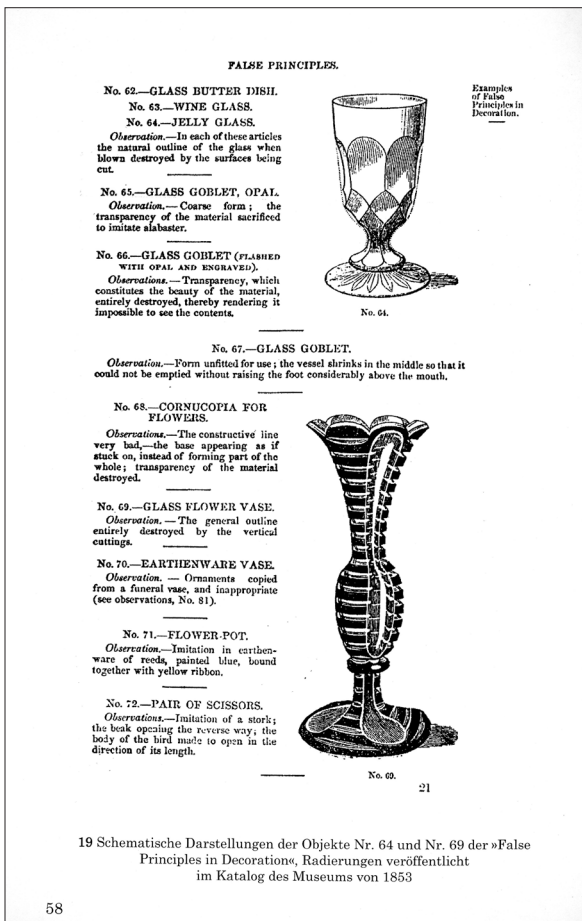 FALSE PRINCIPLES.
No. 62.—GLASS BUTTER DISH.
No. 63.—WINE GLASS.
No. 64.—JELLY GLASS.
Observation.—In each of these articles
the natural outline of the glass when
blown destroyed by the surfaces being
cut.
No. 65.—GLASS GOBLET, OPAL.
Observation.—Coarse form; the
transparency of the material sacrificed
to imitate alabaster.
No. 66.—GLASS GOBLET (FLASHED
WITH OPAL AND ENGRAVED).
Observations.—Transparency, which
constitutes the beauty of the material,
entirely destroyed, thereby rendering it
impossible to see the contents.
Examples
of False
Principles in
Decoration.
No. 64.
No. 67.—GLASS GOBLET.
Observation.—Form unfitted for use; the vessel shrinks in the middle so that it
could not be emptied without raising the foot considerably above the mouth.
No. 68.—CORNUCOPIA FOR
FLOWERS.
Observations.—The constructive line
very bad,—the base appearing as if
stuck on, instead of forming part of the
whole; transparency of the material
destroyed.
No. 69.—GLASS FLOWER VASE.
Observation.—The general outline
entirely destroyed by the vertical
cuttings.
No. 70.—EARTHENWARE VASE.
Observation.—Ornaments copied
from a funeral vase, and inappropriate
(see observations, No. 81).
No. 71.—FLOWER-POT.
Observation.—Imitation in earthen-
ware of reeds, painted blue, bound
together with yellow ribbon.
No. 72.—PAIR OF SCISSORS.
Observations.—Imitation of a stork;
the beak opening the reverse way; the
body of the bird made to open in the
direction of its length.
No. 69.
21
19 Schematische Darstellungen der Objekte Nr. 64 und Nr. 69 der »False
Principles in Decoration«, Radierungen veröffentlicht
im Katalog des Museums von 1853
58